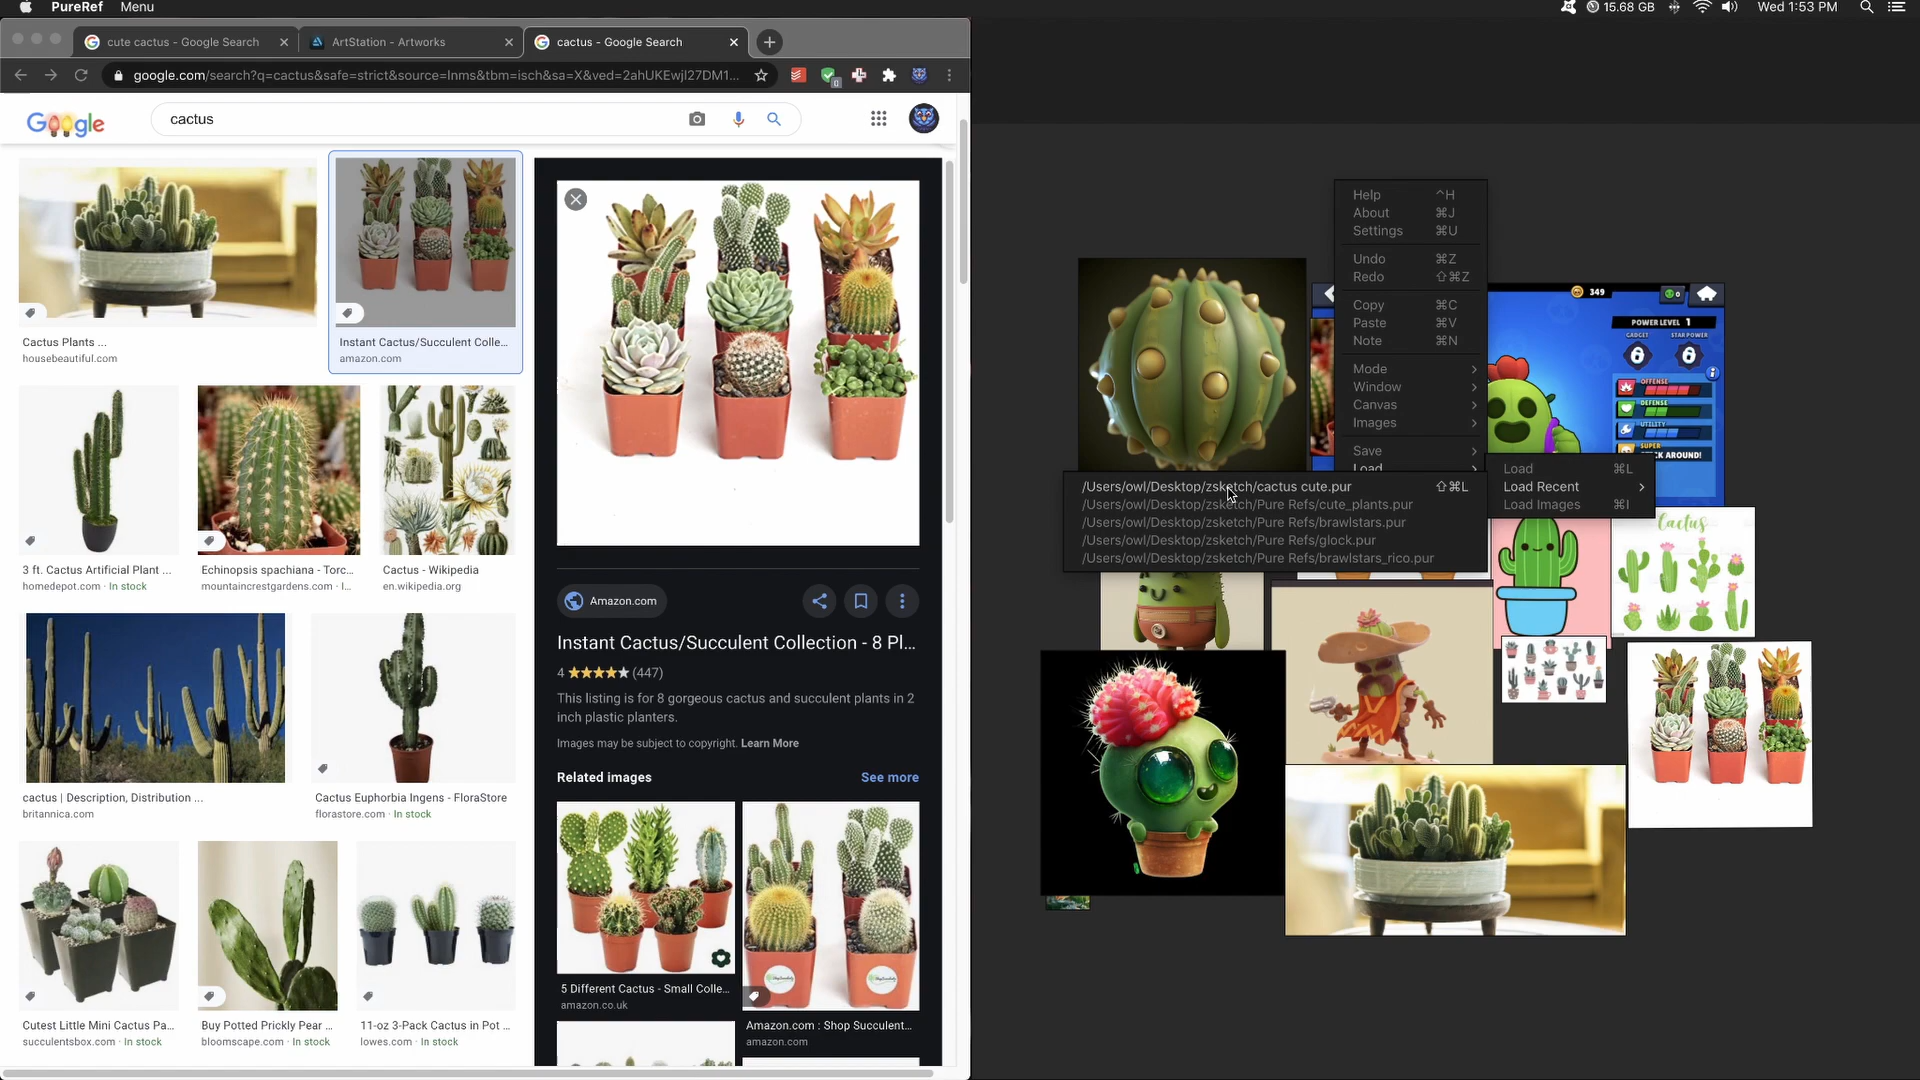 PureRef Menu
15.68 GB
Wed 1:53 PM
cute cactus - Google Search
ArtStation - Artworks
cactus - Google Search
google.com/search?q=cactus&safe=strict&source=lnms&tbm=isch&sa=X&ved=2ahUKEwjI27DM1...
Google
cactus
Cactus Plants ...
housebeautiful.com
Instant Cactus/Succulent Colle...
amazon.com
3 ft. Cactus Artificial Plant ...
homedepot.com · In stock
Echinopsis spachiana - Torc...
mountaincrestgardens.com · I...
Cactus - Wikipedia
en.wikipedia.org
cactus | Description, Distribution ...
britannica.com
Cactus Euphorbia Ingens - FloraStore
florastore.com · In stock
Cutest Little Mini Cactus Pa...
succulentsbox.com · In stock
Buy Potted Prickly Pear ...
bloomscape.com · In stock
11-oz 3-Pack Cactus in Pot ...
lowes.com · In stock
Amazon.com
Instant Cactus/Succulent Collection - 8 Pl...
4 ★★★★★ (447)
This listing is for 8 gorgeous cactus and succulent plants in 2
inch plastic planters.
Images may be subject to copyright. Learn More
Related images
See more
5 Different Cactus - Small Colle...
amazon.co.uk
Amazon.com : Shop Succulent...
amazon.com
Help ^H
About ⌘J
Settings ⌘U
Undo ⌘Z
Redo ⇧⌘Z
Copy ⌘C
Paste ⌘V
Note ⌘N
Mode
Window
Canvas
Images
Save
Load
Load ⌘L
Load Recent
Load Images ⌘I
/Users/owl/Desktop/zsketch/cactus cute.pur ⇧⌘L
/Users/owl/Desktop/zsketch/Pure Refs/cute_plants.pur
/Users/owl/Desktop/zsketch/Pure Refs/brawlstars.pur
/Users/owl/Desktop/zsketch/Pure Refs/glock.pur
/Users/owl/Desktop/zsketch/Pure Refs/brawlstars_rico.pur
349
0
POWER LEVEL 1
GADGET STAR POWER
OFFENSE
DEFENSE
UTILITY
SUPER
CK AROUND!
Cactus